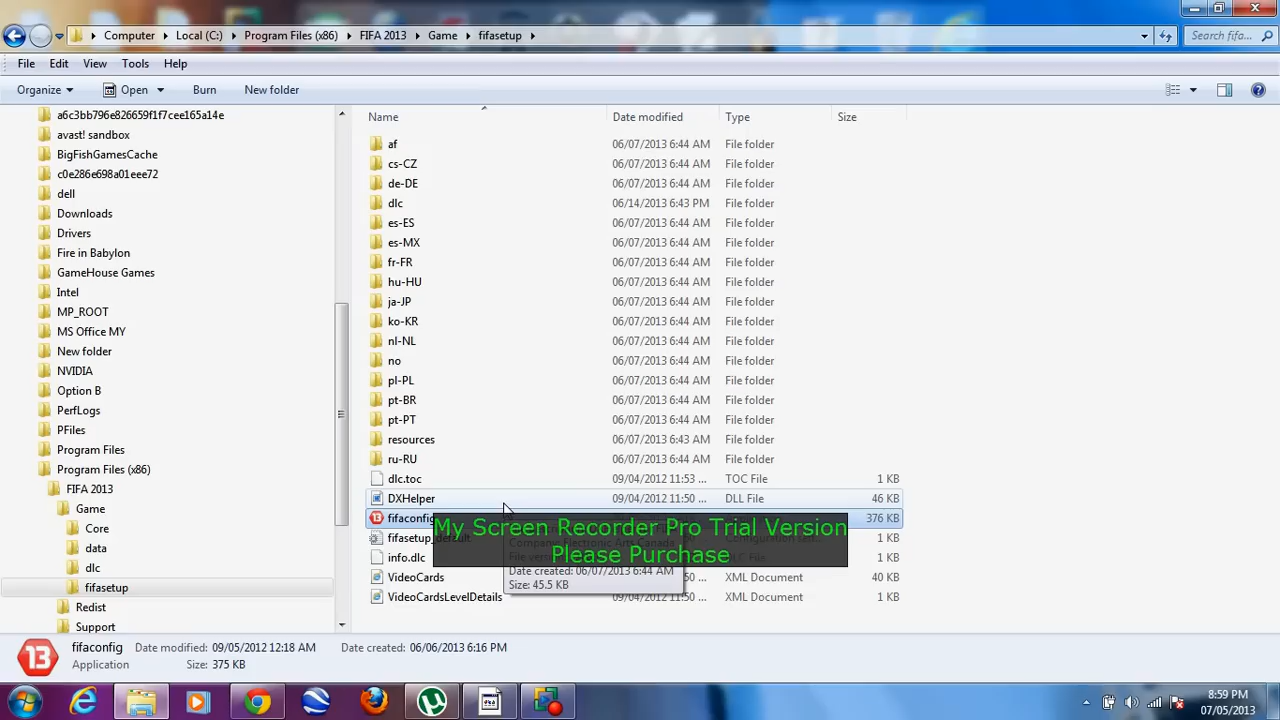 Computer Local (C:) Program Files (x86) FIFA 2013 Game fifasetup
Search fifa...
File Edit View Tools Help
Organize Open Burn New folder
Name Date modified Type Size
a6c3bb796e826659f1f7cee165a14e
avast! sandbox
BigFishGamesCache
c0e286e698a01eee72
dell
Downloads
Drivers
Fire in Babylon
GameHouse Games
Intel
MP_ROOT
MS Office MY
New folder
NVIDIA
Option B
PerfLogs
PFiles
Program Files
Program Files (x86)
FIFA 2013
Game
Core
data
dlc
fifasetup
Redist
Support
af 06/07/2013 6:44 AM File folder
cs-CZ 06/07/2013 6:44 AM File folder
de-DE 06/07/2013 6:44 AM File folder
dlc 06/14/2013 6:43 PM File folder
es-ES 06/07/2013 6:44 AM File folder
es-MX 06/07/2013 6:44 AM File folder
fr-FR 06/07/2013 6:44 AM File folder
hu-HU 06/07/2013 6:44 AM File folder
ja-JP 06/07/2013 6:44 AM File folder
ko-KR 06/07/2013 6:44 AM File folder
nl-NL 06/07/2013 6:44 AM File folder
no 06/07/2013 6:44 AM File folder
pl-PL 06/07/2013 6:44 AM File folder
pt-BR 06/07/2013 6:44 AM File folder
pt-PT 06/07/2013 6:44 AM File folder
resources 06/07/2013 6:43 AM File folder
ru-RU 06/07/2013 6:44 AM File folder
dlc.toc 09/04/2012 11:53 ... TOC File 1 KB
DXHelper 09/04/2012 11:50 ... DLL File 46 KB
fifaconfig 376 KB
My Screen Recorder Pro Trial Version
Please Purchase
fifasetup_default 1 KB
Company: Electronic Arts Canada
info.dlc 1 KB
Date created: 06/07/2013 6:44 AM
Size: 45.5 KB
VideoCards XML Document 40 KB
VideoCardsLevelDetails 09/04/2012 11:50 ... XML Document 1 KB
13
fifaconfig Date modified: 09/05/2012 12:18 AM Date created: 06/06/2013 6:16 PM
Application Size: 375 KB
8:59 PM
07/05/2013